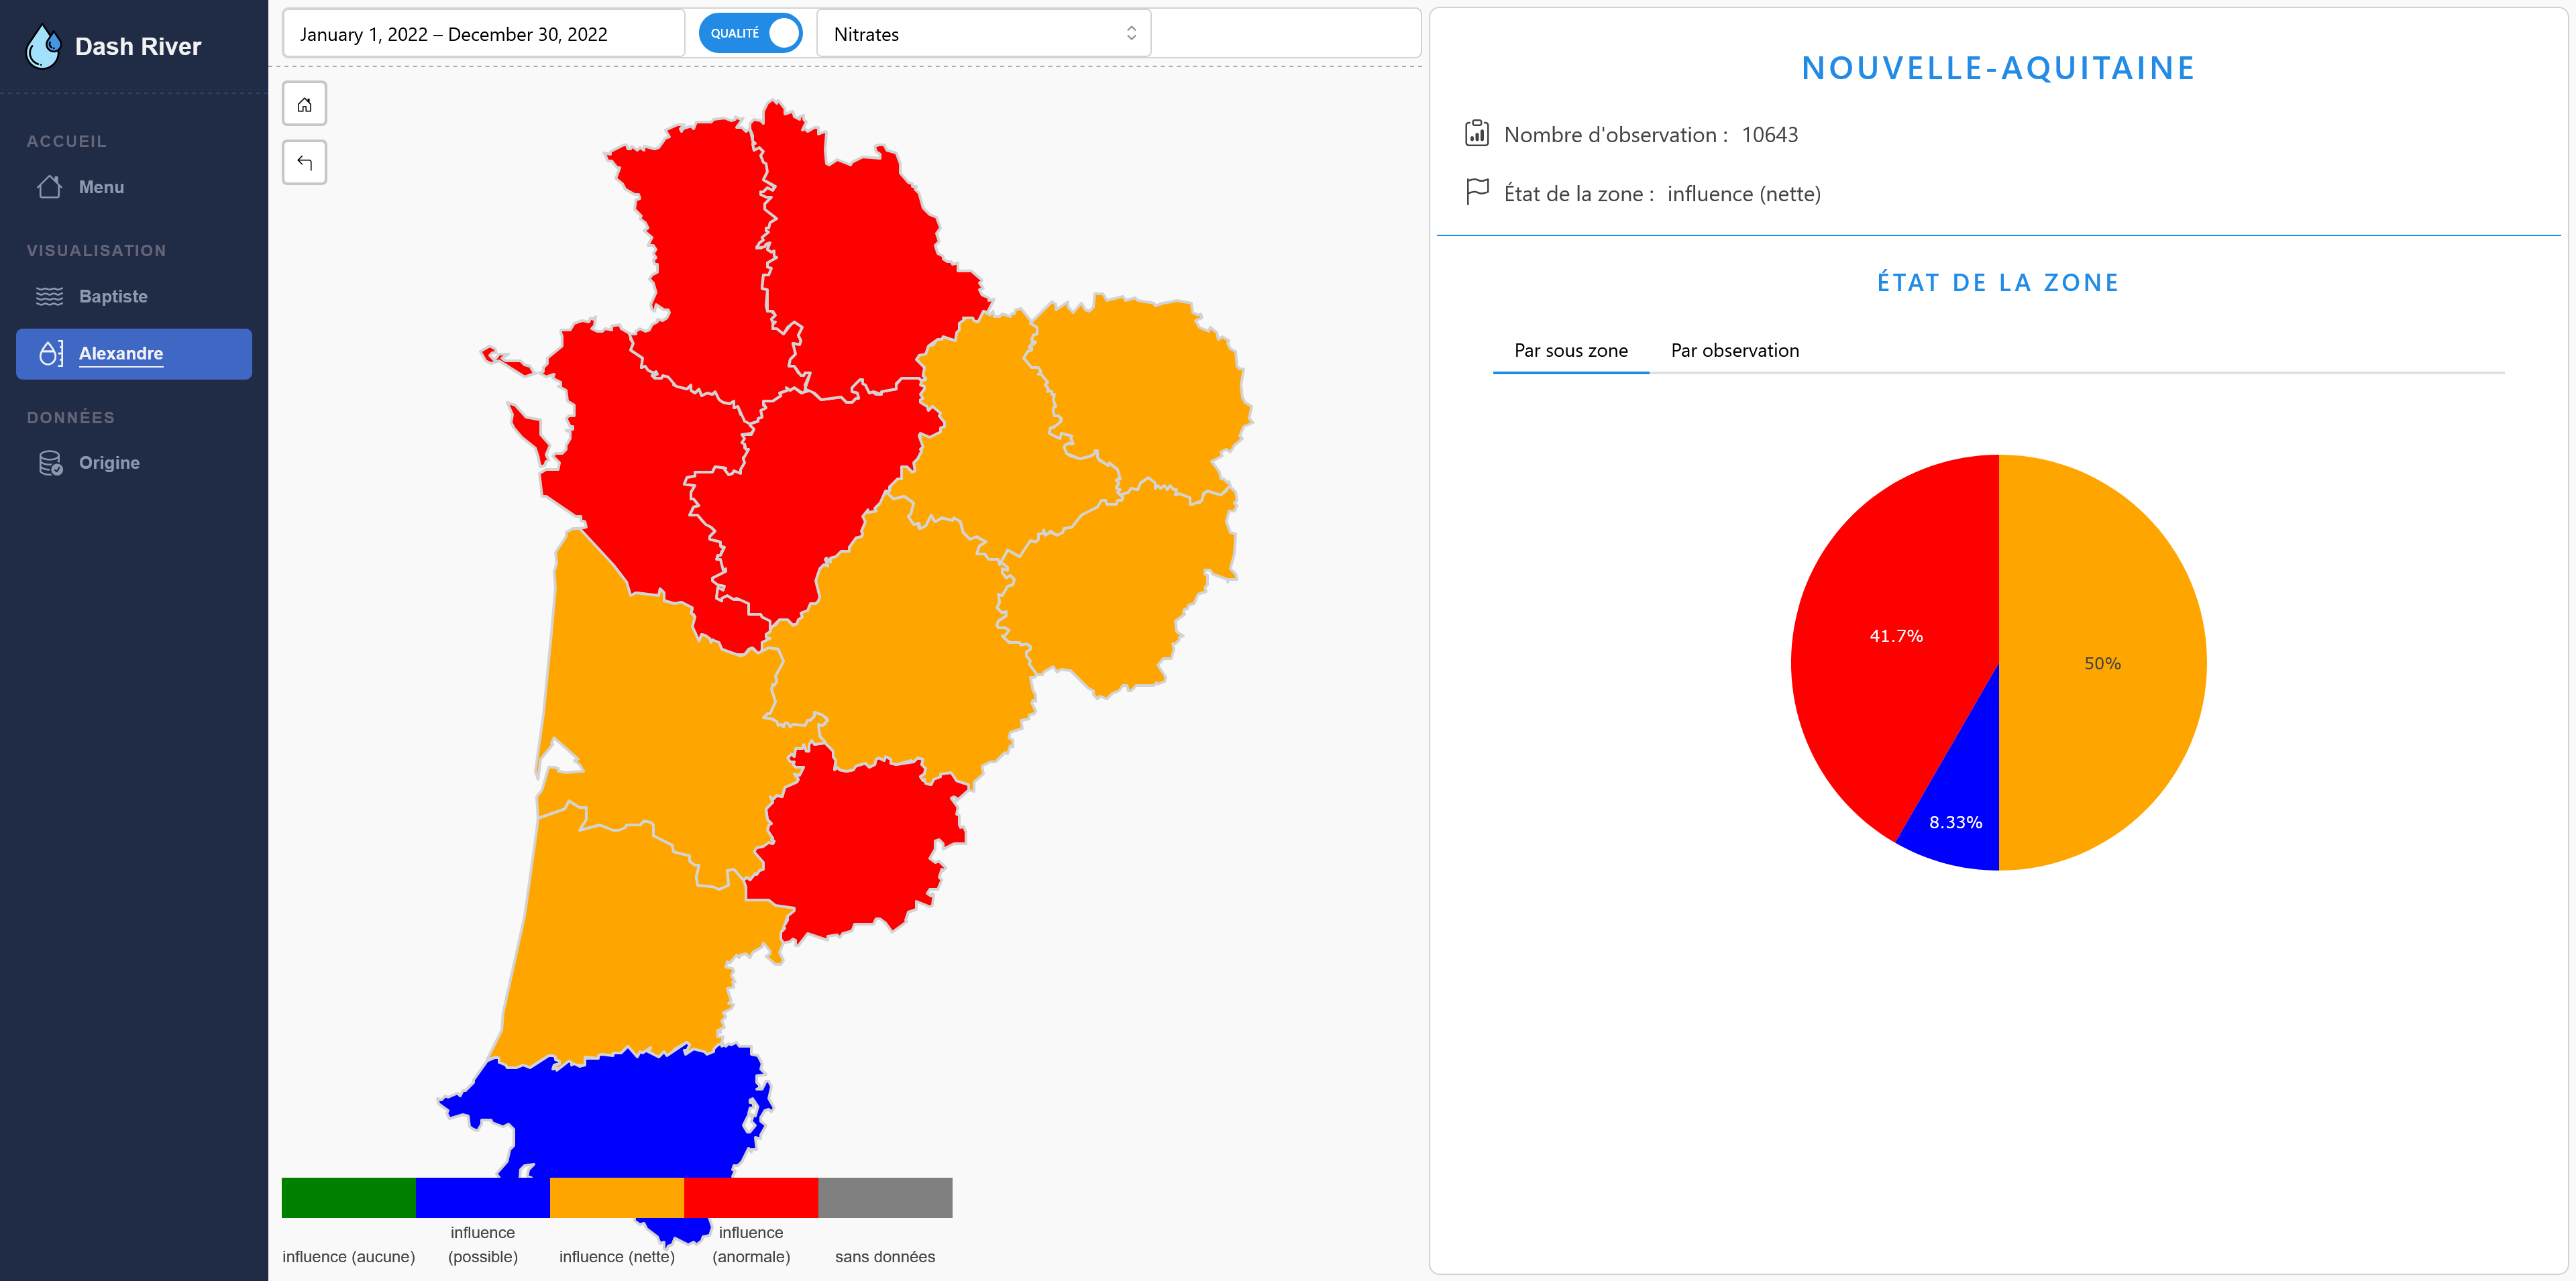 Dash River
ACCUEIL
Menu
VISUALISATION
Baptiste
Alexandre
DONNÉES
Origine
January 1, 2022 – December 30, 2022
QUALITÉ
Nitrates
influence (aucune)
influence
(possible)
influence (nette)
influence
(anormale)
sans données
NOUVELLE-AQUITAINE
Nombre d'observation : 10643
État de la zone : influence (nette)
ÉTAT DE LA ZONE
Par sous zone
Par observation
41.7%
50%
8.33%